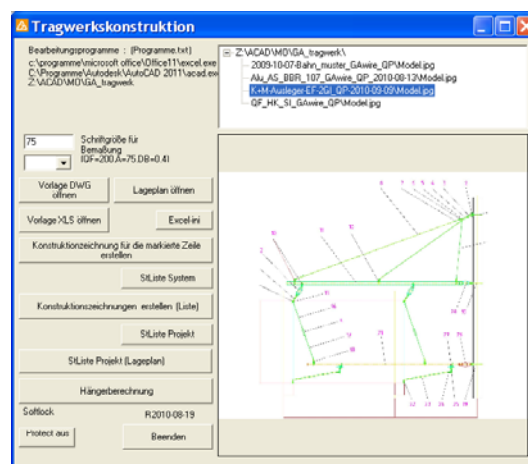 Tragwerkskonstruktion
Bearbeitungsprogramme : (Programme.txt)
c:\programme\microsoft office\Office11\excel.exe
C:\Programme\Autodesk\AutoCAD 2011\acad.ex
Z:\ACAD\MD\GA_tragwerk
Z:\ACAD\MD\GA_tragwerk\
2009-10-07-Bahn_muster_GAwire_QP\Model.jpg
Alu_AS_BBR_107_GAwire_QP_2010-08-13\Model.jpg
K+M-Ausleger-EF-2Gl_QP-2010-09-09\Model.jpg
QF_HK_SI_GAwire_QP\Model.jpg
75
Schriftgröße für
Bemaßung
(QF=200,A=75,DB=0.4)
Vorlage DWG
öffnen
Lageplan öffnen
Vorlage XLS öffnen
Excel-ini
Konstruktionzeichnung für die markierte Zeile
erstellen
StListe System
Konstruktionszeichnungen erstellen (Liste)
StListe Projekt
StListe Projekt (Lageplan)
Hängerberechnung
Softlock
R2010-08-19
Protect aus
Beenden